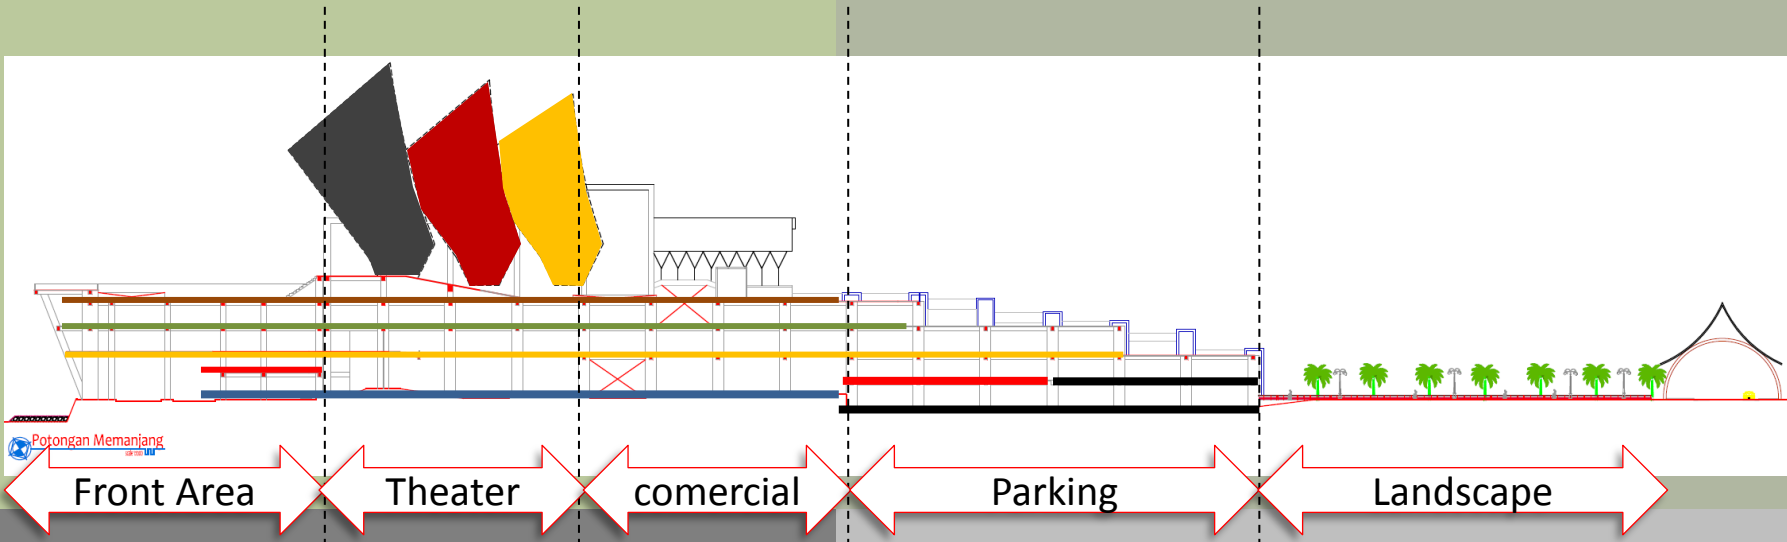 Potongan Memanjang
Front Area
Theater
comercial
Parking
Landscape